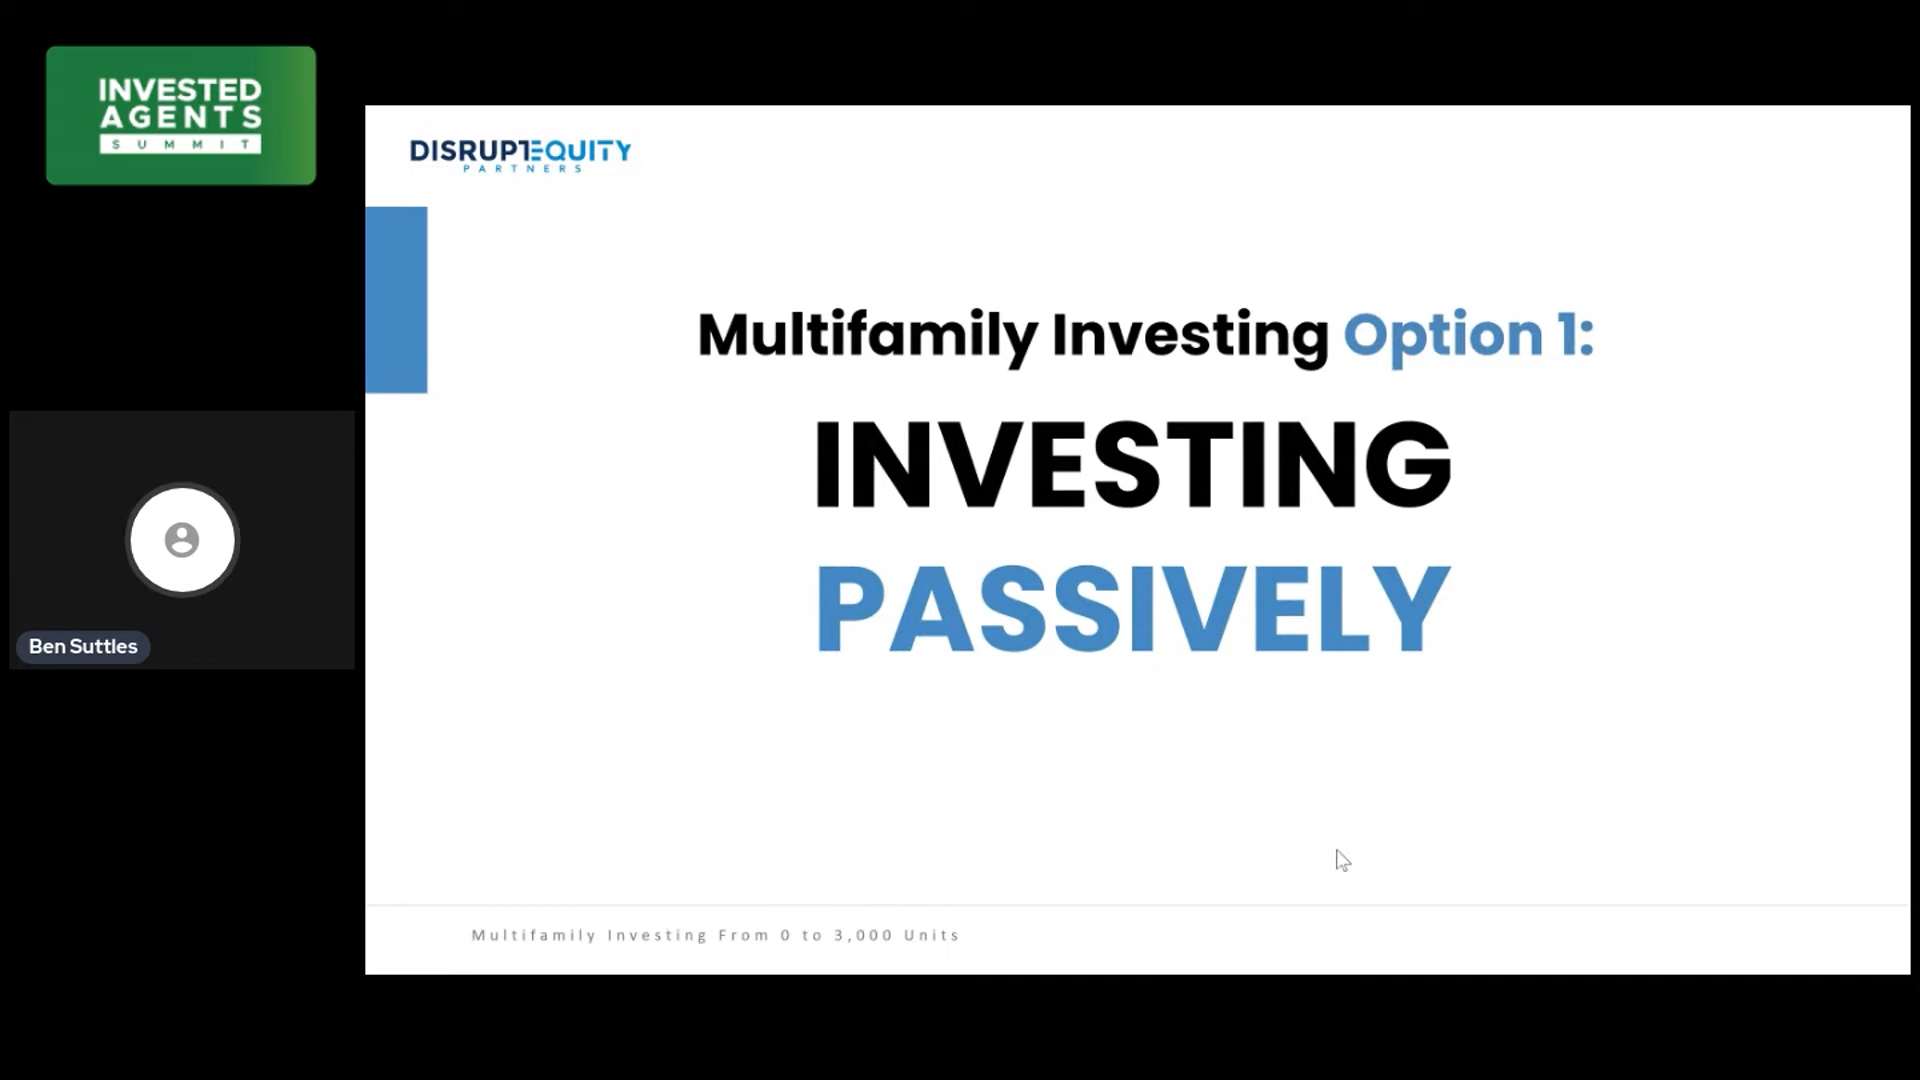 INVESTED
AGENTS
SUMMIT
DISRUPTEQUITY
PARTNERS
Multifamily Investing Option 1:
INVESTING
PASSIVELY
Ben Suttles
Multifamily Investing From 0 to 3,000 Units